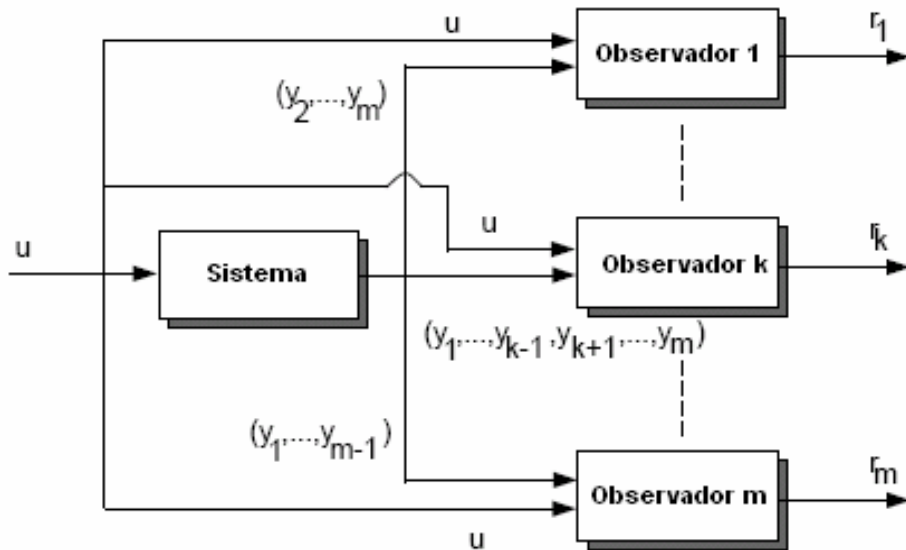 u
Observador 1
r1
(y2,...,ym)
u
Sistema
u
Observador k
rk
(y1,...,yk-1,yk+1,...,ym)
(y1,...,ym-1)
Observador m
rm
u